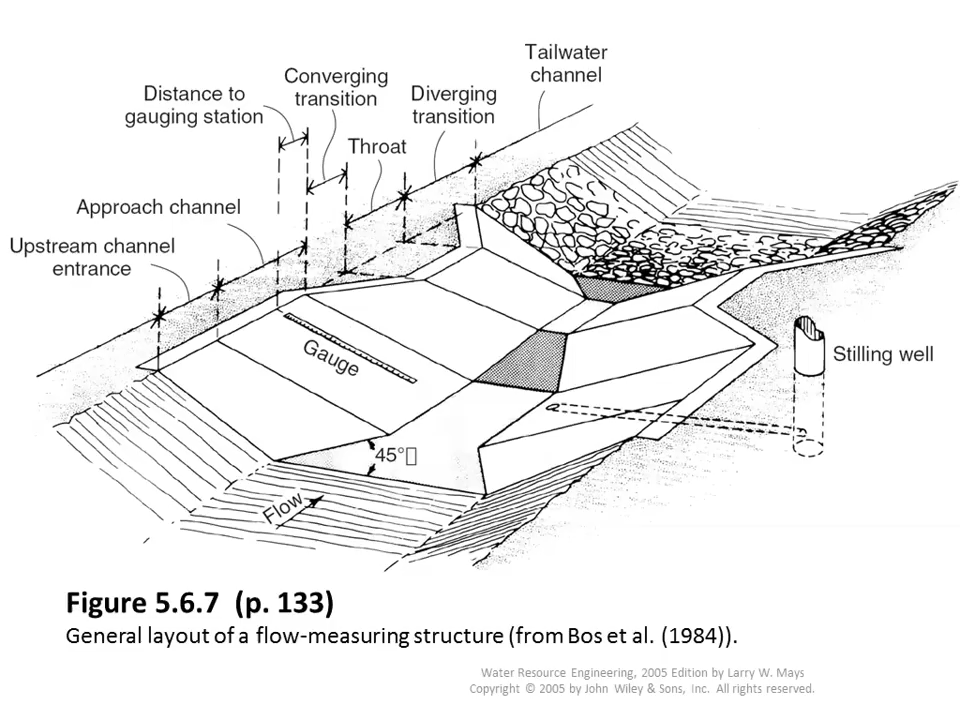 Tailwater
channel
Converging
transition
Distance to
gauging station
Diverging
transition
Throat
Approach channel
Upstream channel
entrance
Gauge
Stilling well
45°▯
Flow
Figure 5.6.7 (p. 133)
General layout of a flow-measuring structure (from Bos et al. (1984)).
Water Resource Engineering, 2005 Edition by Larry W. Mays
Copyright © 2005 by John Wiley & Sons, Inc. All rights reserved.